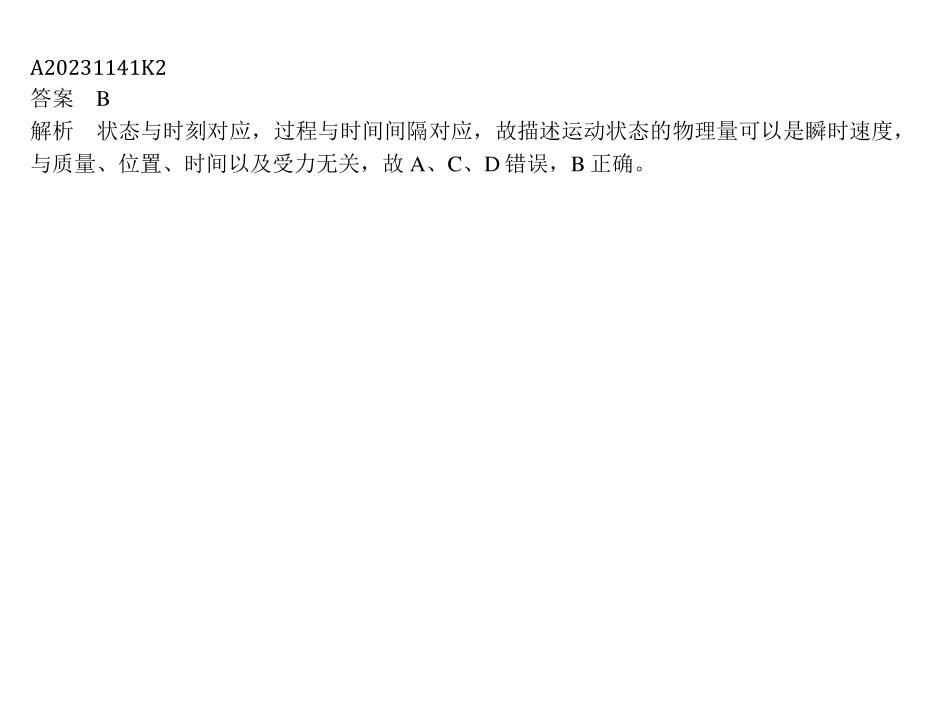 A20231141K2
答案　B
解析　状态与时刻对应，过程与时间间隔对应，故描述运动状态的物理量可以是瞬时速度，
与质量、位置、时间以及受力无关，故 A、C、D 错误，B 正确。